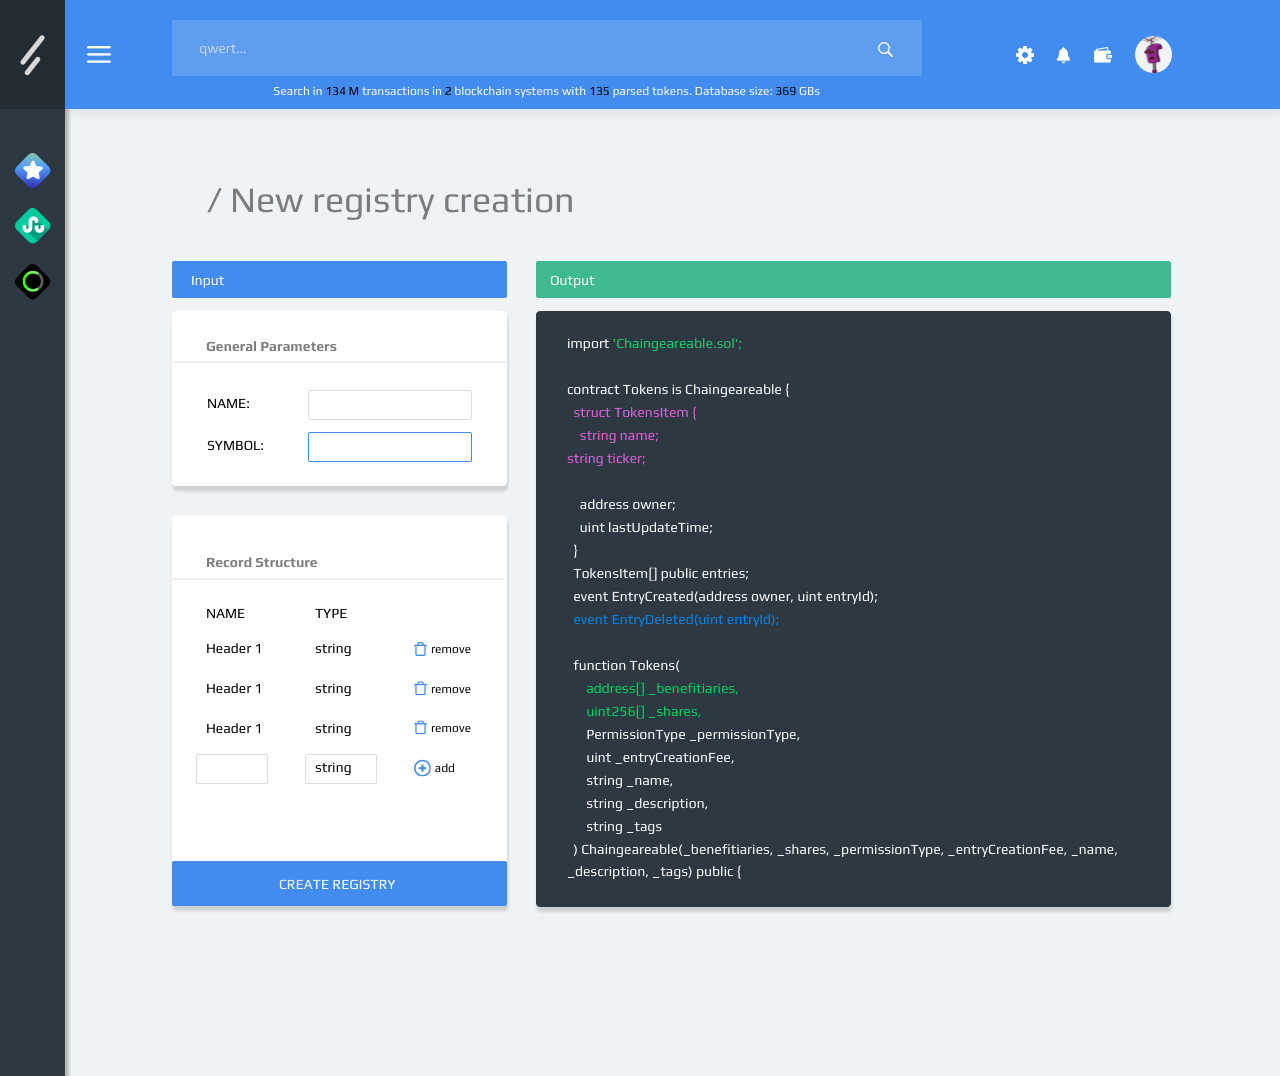 qwert...
Search in 134 M transactions in 2 blockchain systems with 135 parsed tokens. Database size: 369 GBs
/ New registry creation
Input
General Parameters
NAME:
SYMBOL:
Record Structure
NAME TYPE
Header 1 string remove
Header 1 string remove
Header 1 string remove
string add
CREATE REGISTRY
Output
import 'Chaingeareable.sol';
contract Tokens is Chaingeareable {
struct TokensItem {
string name;
string ticker;
address owner;
uint lastUpdateTime;
}
TokensItem[] public entries;
event EntryCreated(address owner, uint entryId);
event EntryDeleted(uint entryId);
function Tokens(
address[] _benefitiaries,
uint256[] _shares,
PermissionType _permissionType,
uint _entryCreationFee,
string _name,
string _description,
string _tags
) Chaingeareable(_benefitiaries, _shares, _permissionType, _entryCreationFee, _name,
_description, _tags) public {